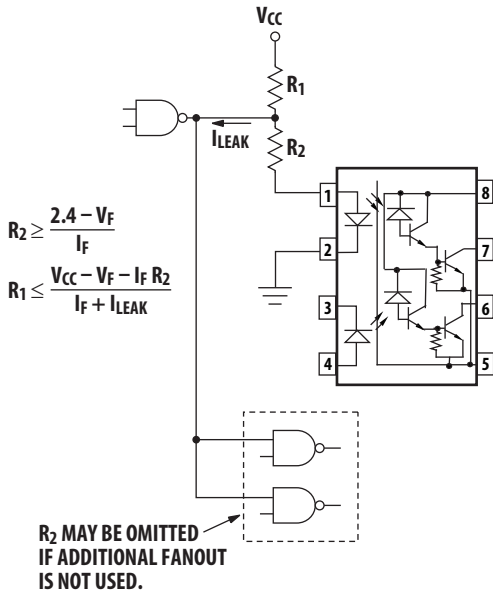 VCC
R1
ILEAK
R2
1
8
R2 ≥ 2.4 – VF / IF
2
7
R1 ≤ VCC – VF – IF R2 / IF + ILEAK
3
6
4
5
R2 MAY BE OMITTED
IF ADDITIONAL FANOUT
IS NOT USED.